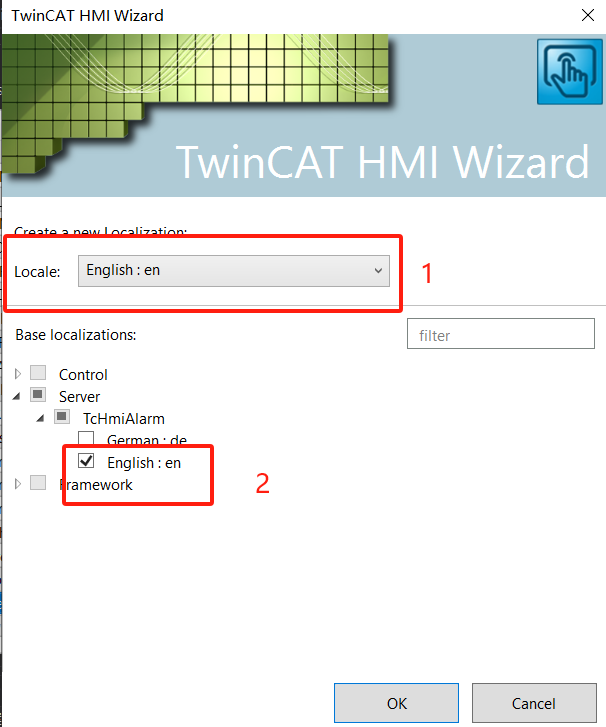 TwinCAT HMI Wizard
TwinCAT HMI Wizard
Create a new Localization:
Locale: English : en
1
Base localizations:
filter
Control
Server
TcHmiAlarm
German : de
English : en
2
Framework
OK Cancel